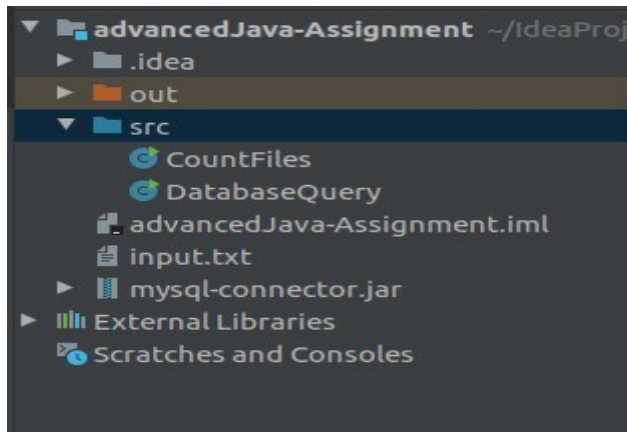 advancedJava-Assignment ~/IdeaProj
.idea
out
src
CountFiles
DatabaseQuery
advancedJava-Assignment.iml
input.txt
mysql-connector.jar
External Libraries
Scratches and Consoles